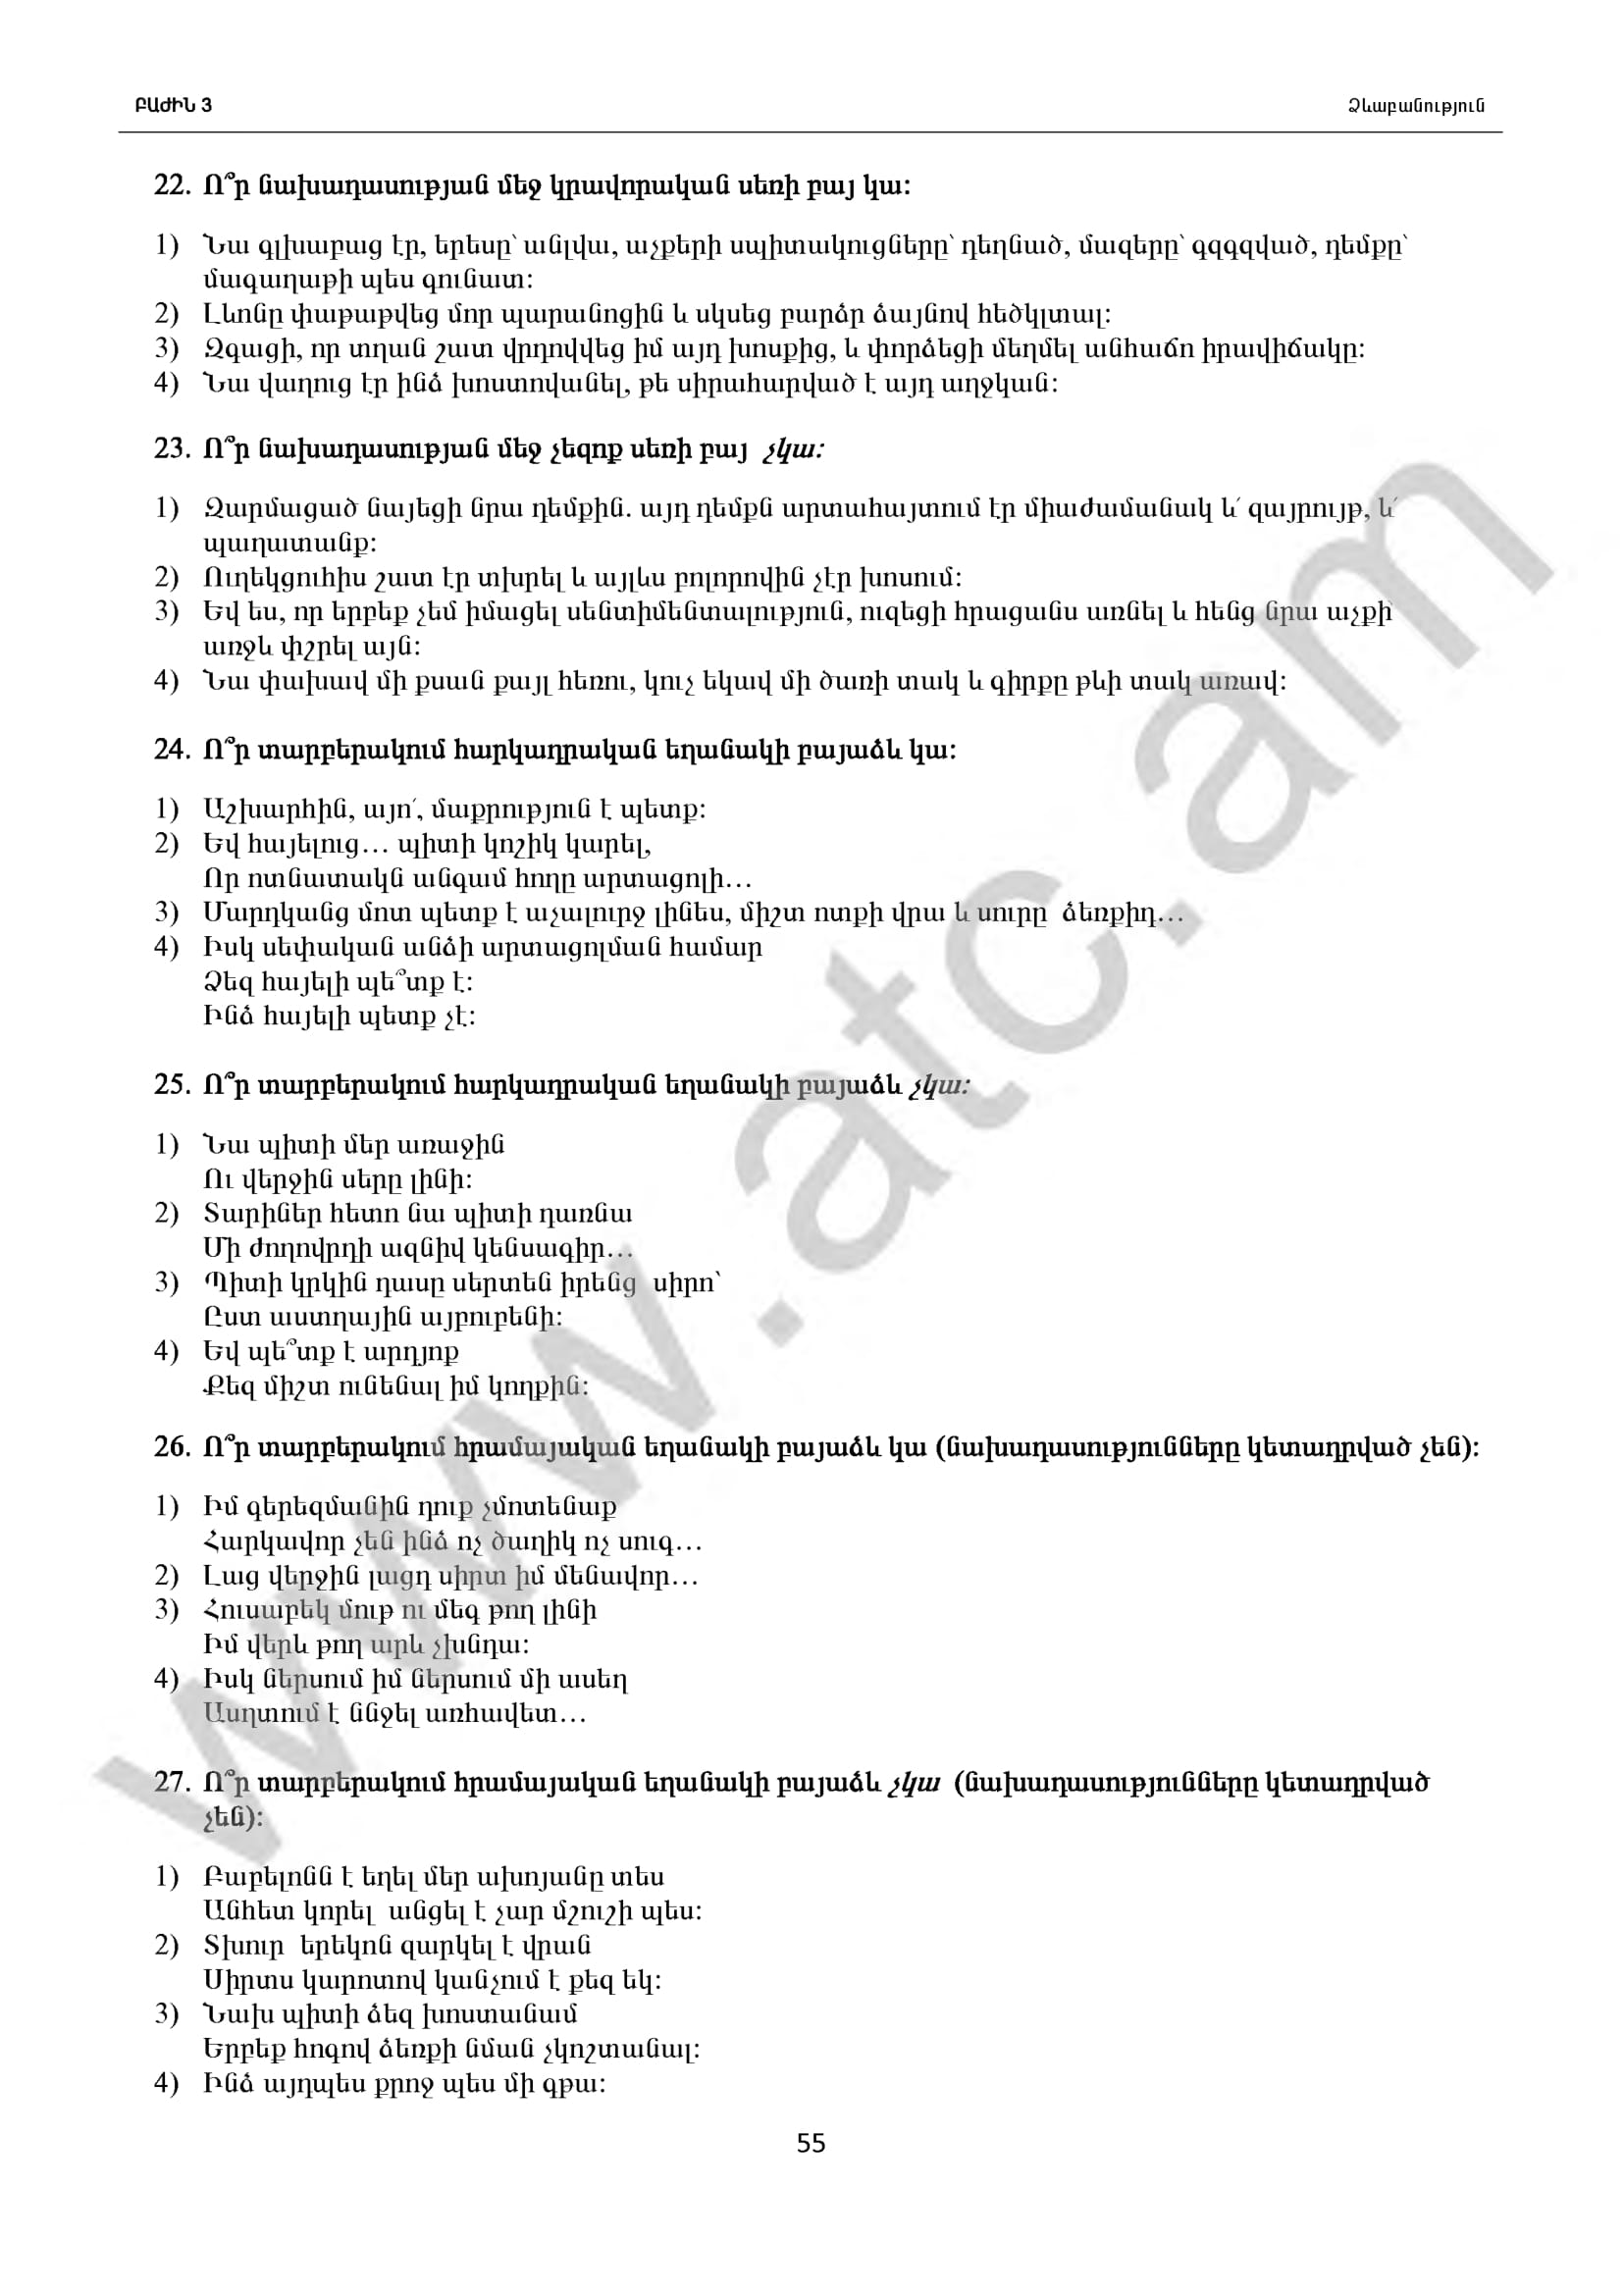 ԲԱԺԻՆ 3
Ձևաբանություն
22. Ո՞ր նախադասության մեջ կրավորական սեռի բայ կա:
1) Նա գլխաբաց էր, երեսը՝ անլվա, աչքերի սպիտակուցները՝ դեղնած, մազերը՝ գզգզված, դեմքը՝
մագաղաթի պես գունատ:
2) Լևոնը փաթաթվեց մոր պարանոցին և սկսեց բարձր ձայնով հեծկլտալ:
3) Զգացի, որ տղան շատ վրդովվեց իմ այդ խոսքից, և փորձեցի մեղմել անհաճո իրավիճակը:
4) Նա վաղուց էր ինձ խոստովանել, թե սիրահարված է այդ աղջկան:
23. Ո՞ր նախադասության մեջ չեզոք սեռի բայ չկա:
1) Զարմացած նայեցի նրա դեմքին. այդ դեմքն արտահայտում էր միաժամանակ և՛ զայրույթ, և՛
պաղատանք:
2) Ուղեկցուհիս շատ էր տխրել և այլևս բոլորովին չէր խոսում:
3) Եվ ես, որ երբեք չեմ իմացել սենտիմենտալություն, ուզեցի հրացանս առնել և հենց նրա աչքի
առջև փշրել այն:
4) Նա փախավ մի քսան քայլ հեռու, կուչ եկավ մի ծառի տակ և գիրքը թևի տակ առավ:
24. Ո՞ր տարբերակում հարկադրական եղանակի բայաձև կա:
1) Աշխարհին, այո՛, մաքրություն է պետք:
2) Եվ հայելուց… պիտի կոշիկ կարել,
Որ ոտնատակն անգամ հողը արտացոլի…
3) Մարդկանց մոտ պետք է աչալուրջ լինես, միշտ ոտքի վրա և սուրը ձեռքիդ…
4) Իսկ սեփական անձի արտացոլման համար
Ձեզ հայելի պե՞տք է:
Ինձ հայելի պետք չէ:
25. Ո՞ր տարբերակում հարկադրական եղանակի բայաձև չկա:
1) Նա պիտի մեր առաջին
Ու վերջին սերը լինի:
2) Տարիներ հետո նա պիտի դառնա
Մի ժողովրդի ազնիվ կենսագիր…
3) Պիտի կրկին դասը սերտեն իրենց սիրո՝
Ըստ աստղային այբուբենի:
4) Եվ պե՞տք է արդյոք
Քեզ միշտ ունենալ իմ կողքին:
26. Ո՞ր տարբերակում հրամայական եղանակի բայաձև կա (նախադասությունները կետադրված չեն):
1) Իմ գերեզմանին դուք չմոտենաք
Հարկավոր չեն ինձ ոչ ծաղիկ ոչ սուգ…
2) Լաց վերջին լացդ սիրտ իմ մենավոր…
3) Հուսաբեկ մութ ու մեգ թող լինի
Իմ վերև թող արև չխնդա:
4) Իսկ ներսում իմ ներսում մի ասեղ
Ասղտում է ննջել առհավետ…
27. Ո՞ր տարբերակում հրամայական եղանակի բայաձև չկա (նախադասությունները կետադրված
չեն):
1) Բաբելոնն է եղել մեր ախոյանը տես
Անհետ կորել անցել է չար մշուշի պես:
2) Տխուր երեկոն զարկել է վրան
Սիրտս կարոտով կանչում է քեզ եկ:
3) Նախ պիտի ձեզ խոստանամ
Երբեք հոգով ձեռքի նման չկոշտանալ:
4) Ինձ այդպես քրոջ պես մի գթա:
55
www.atc.am